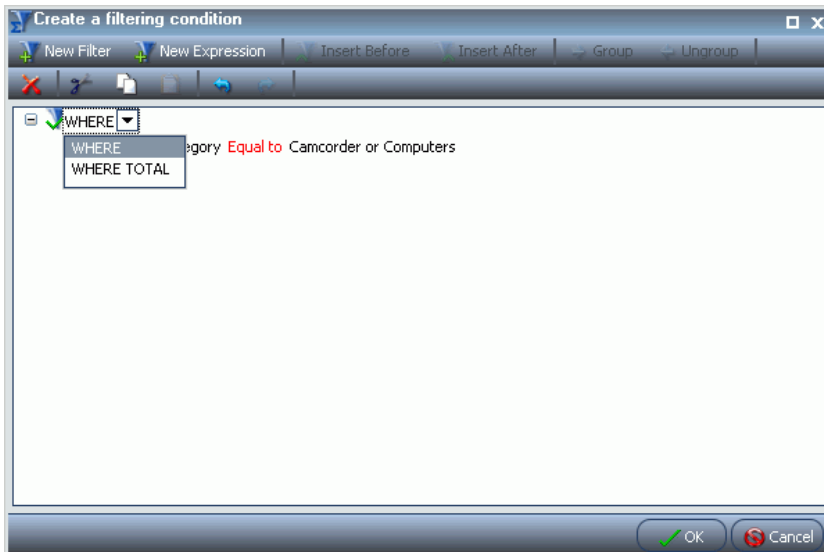 Create a filtering condition
New Filter New Expression Insert Before Insert After Group Ungroup
WHERE
WHERE egory Equal to Camcorder or Computers
WHERE TOTAL
OK Cancel